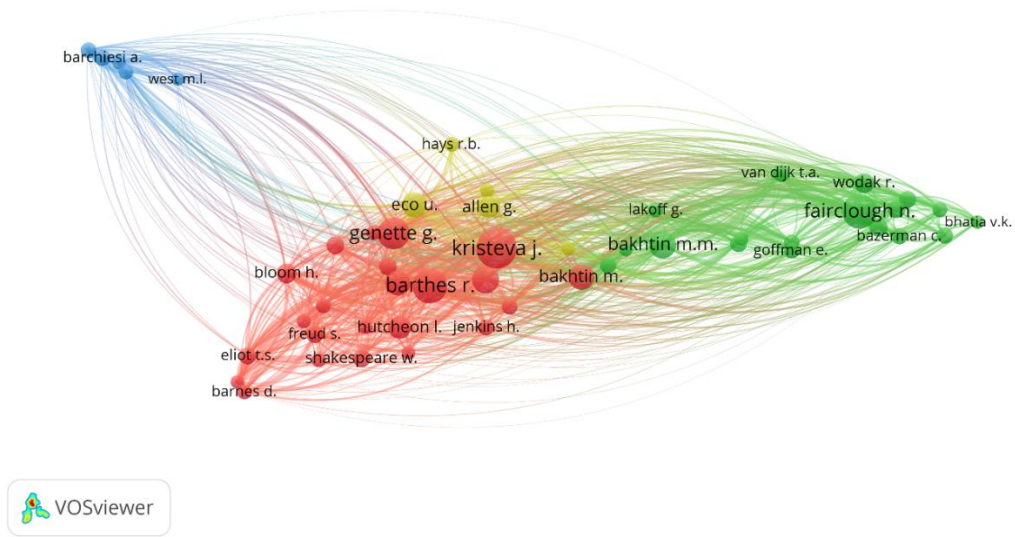 barchiesi a.
west m.l.
hays r.b.
van dijk t.a.
wodak r.
eco u.
allen g.
lakoff g.
fairclough n.
bhatia v.k.
genette g.
kristeva j.
bakhtin m.m.
goffman e.
bazerman c.
bloom h.
barthes r.
bakhtin m.
freud s.
hutcheon l.
jenkins h.
eliot t.s.
shakespeare w.
barnes d.
VOSviewer